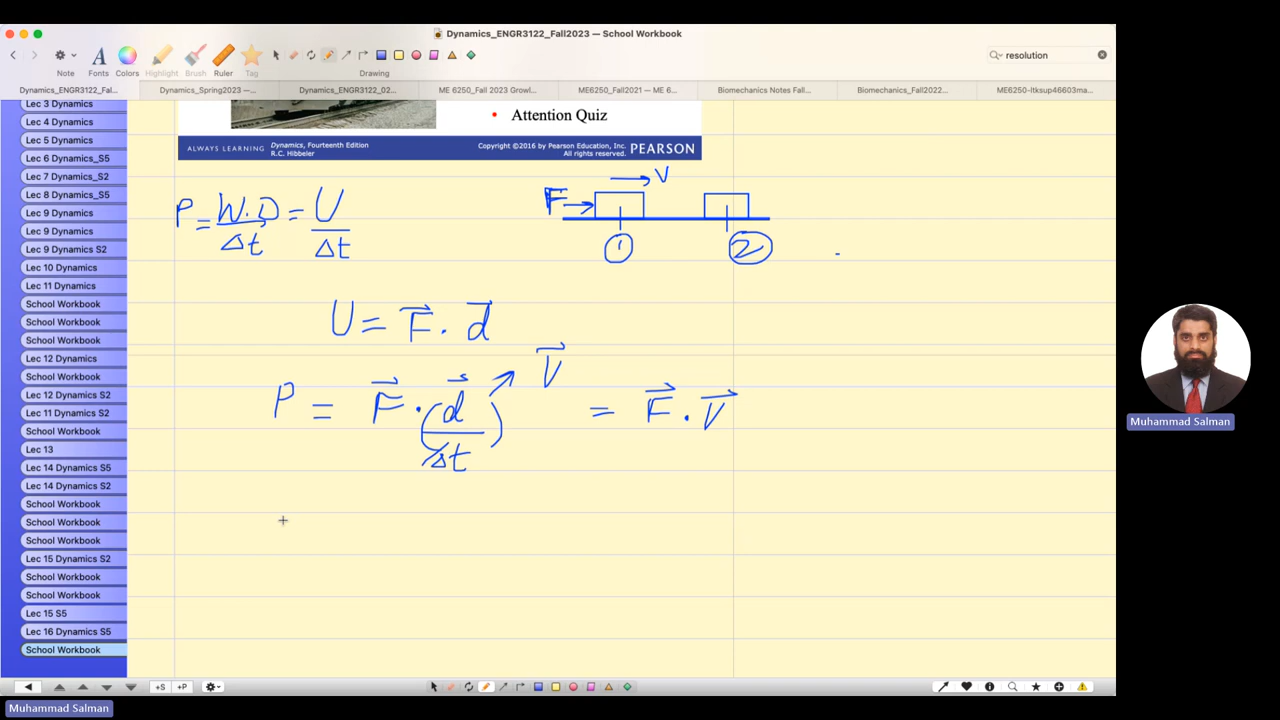 Dynamics_ENGR3122_Fall2023 — School Workbook
resolution
Note Fonts Colors Highlight Brush Ruler Tag Drawing
Dynamics_ENGR3122_Fal... Dynamics_Spring2023 —... Dynamics_ENGR3122_02... ME 6250_Fall 2023 Growl... ME6250_Fall2021 — ME 6... Biomechanics Notes Fall... Biomechanics_Fall2022... ME6250-ltksup46603ma...
Lec 3 Dynamics
Lec 4 Dynamics
Lec 5 Dynamics
Lec 6 Dynamics_S5
Lec 7 Dynamics_S2
Lec 8 Dynamics_S5
Lec 9 Dynamics
Lec 9 Dynamics
Lec 9 Dynamics S2
Lec 10 Dynamics
Lec 11 Dynamics
School Workbook
School Workbook
School Workbook
Lec 12 Dynamics
School Workbook
Lec 12 Dynamics S2
Lec 11 Dynamics S2
School Workbook
Lec 13
Lec 14 Dynamics S5
Lec 14 Dynamics S2
School Workbook
School Workbook
School Workbook
Lec 15 Dynamics S2
School Workbook
School Workbook
Lec 15 S5
Lec 16 Dynamics S5
School Workbook
• Attention Quiz
ALWAYS LEARNING
Dynamics, Fourteenth Edition
R.C. Hibbeler
Copyright ©2016 by Pearson Education, Inc.
All rights reserved.
PEARSON
P = W.D/Δt = U/Δt
F → → V
① ②
U = F⃗ . d⃗
P = F⃗ . (d⃗/Δt) ↗ V⃗ = F⃗ . V⃗
+S +P
Muhammad Salman
Muhammad Salman